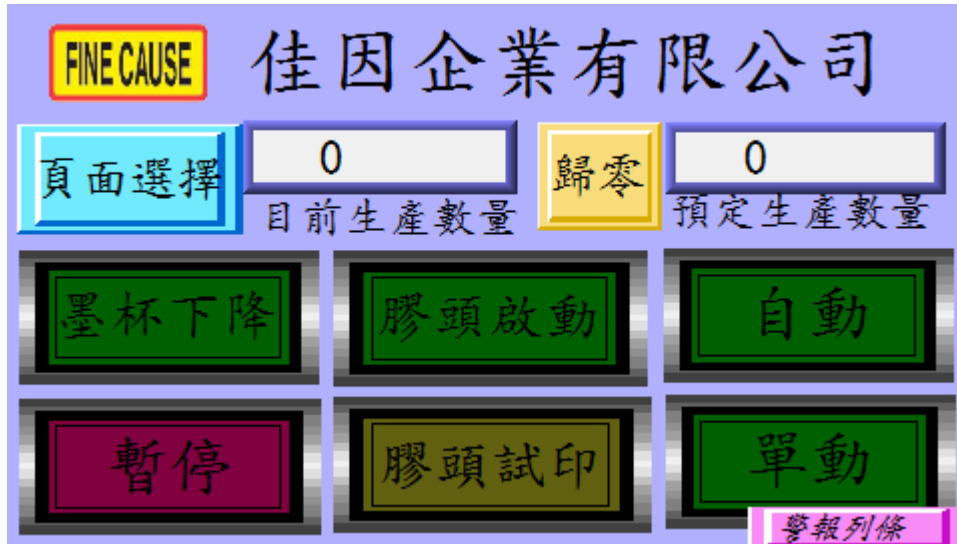 FINE CAUSE 佳因企業有限公司
頁面選擇 0 歸零 0
目前生產數量 預定生產數量
墨杯下降 膠頭啟動 自動
暫停 膠頭試印 單動
警報列條